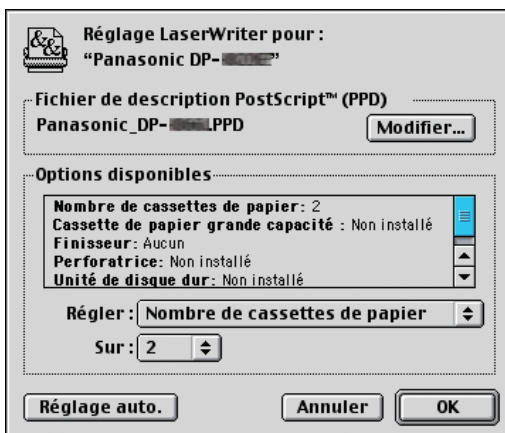 Réglage LaserWriter pour :
“Panasonic DP-    ”
Fichier de description PostScript™ (PPD)
Panasonic_DP-    .PPD
Modifier...
Options disponibles
Nombre de cassettes de papier: 2
Cassette de papier grande capacité : Non installé
Finisseur: Aucun
Perforatrice: Non installé
Unité de disque dur: Non installé
Régler : Nombre de cassettes de papier
Sur : 2
Réglage auto. Annuler OK